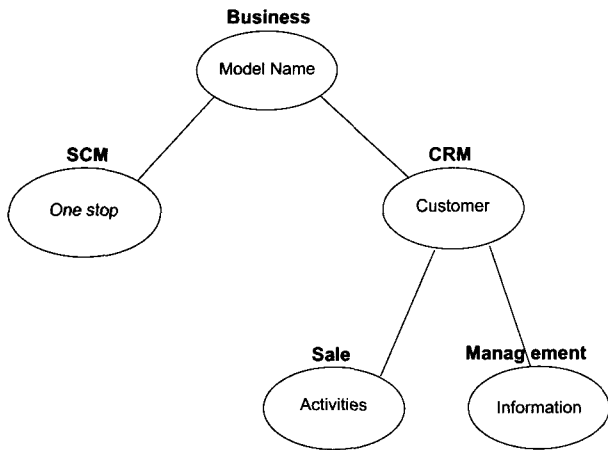 Business
Model Name
SCM
One stop
CRM
Customer
Sale
Activities
Manag ement
Information